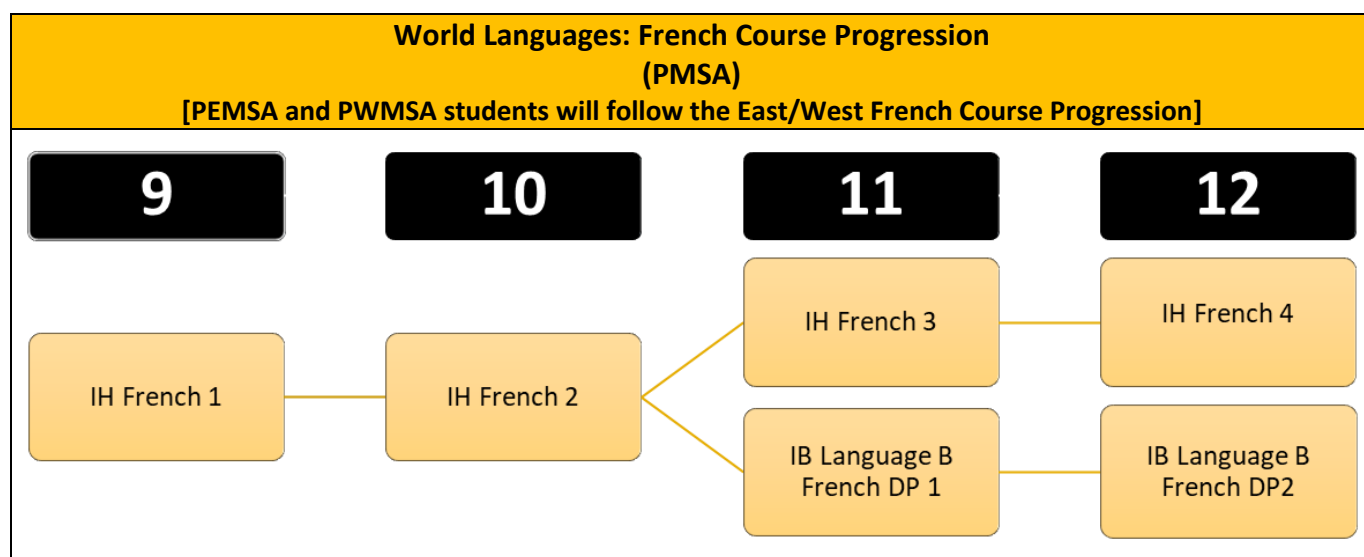 World Languages: French Course Progression
(PMSA)
[PEMSA and PWMSA students will follow the East/West French Course Progression]
9
10
11
12
IH French 1
IH French 2
IH French 3
IH French 4
IB Language B
French DP 1
IB Language B
French DP2